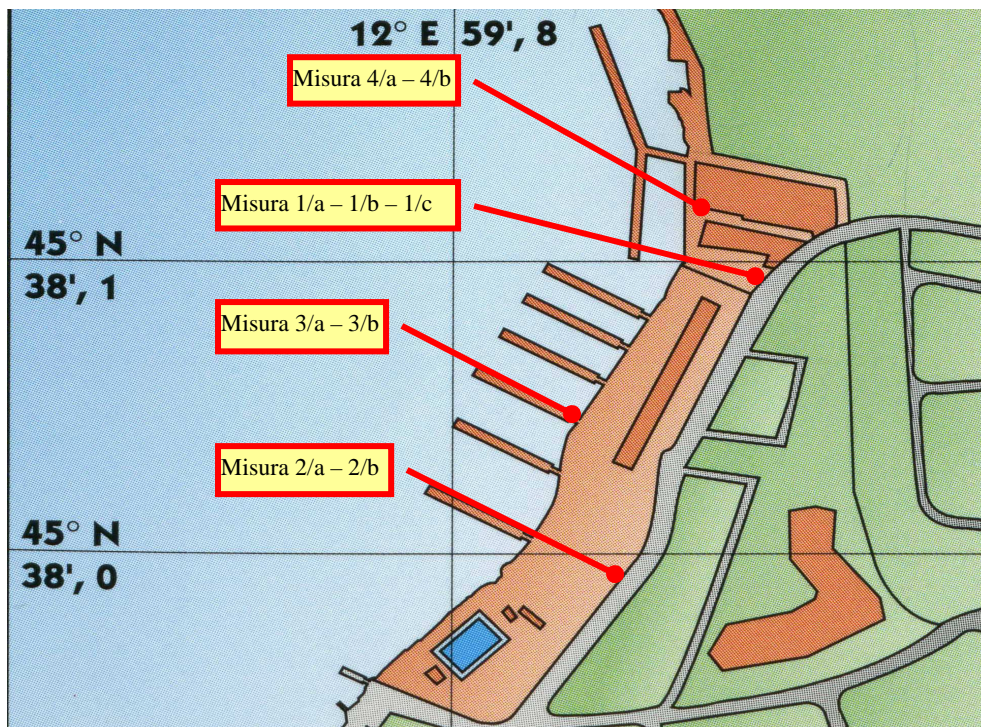 12° E 59', 8
Misura 4/a – 4/b
Misura 1/a – 1/b – 1/c
45° N
38', 1
Misura 3/a – 3/b
Misura 2/a – 2/b
45° N
38', 0